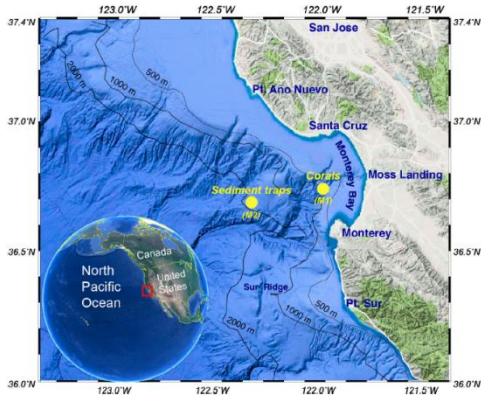 123.0°W 122.5°W 122.0°W 121.5°W
37.4°N
37.4°N
San Jose
2000 m
1000 m
500 m
Pt. Ano Nuevo
37.0°N
37.0°N
Santa Cruz
Monterey Bay
Moss Landing
Corals
(M1)
Sediment traps
(M2)
Monterey
36.5°N
36.5°N
Canada
United
States
North
Pacific
Ocean
Sur Ridge
Pt. Sur
500 m
1000 m
2000 m
36.0°N
36.0°N
123.0°W 122.5°W 122.0°W 121.5°W